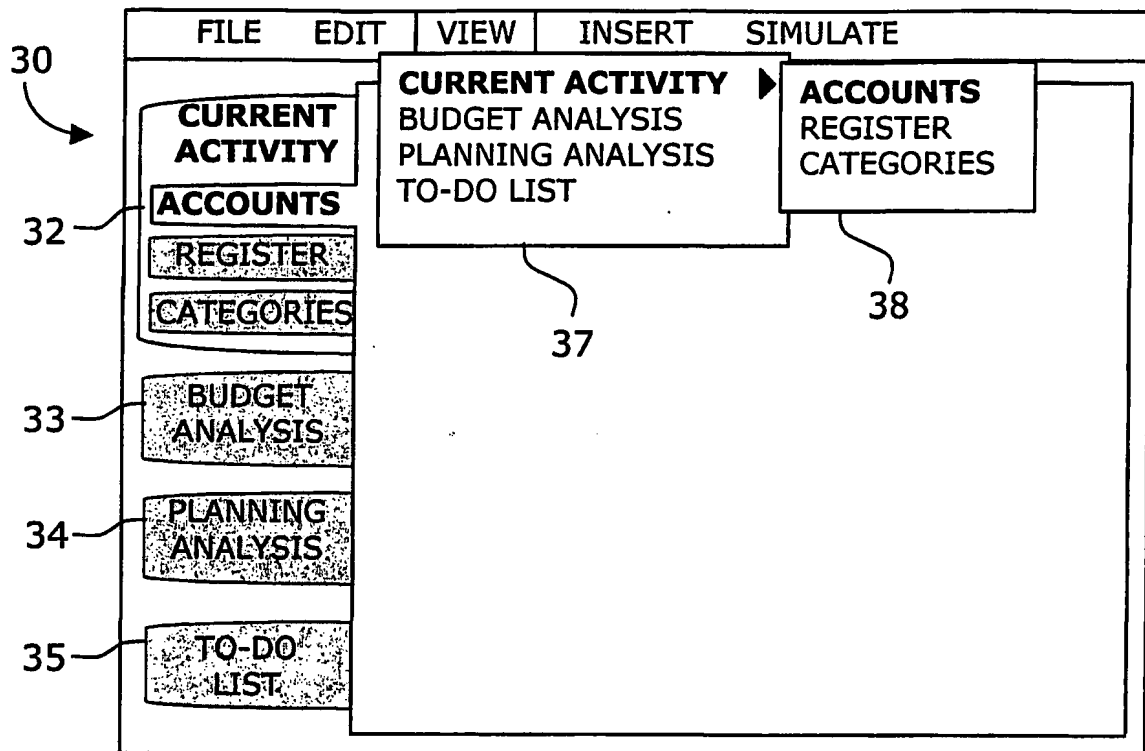 FILE EDIT VIEW INSERT SIMULATE
30
CURRENT
ACTIVITY
ACCOUNTS
REGISTER
CATEGORIES
32
BUDGET
ANALYSIS
33
PLANNING
ANALYSIS
34
TO-DO
LIST
35
CURRENT ACTIVITY
BUDGET ANALYSIS
PLANNING ANALYSIS
TO-DO LIST
37
ACCOUNTS
REGISTER
CATEGORIES
38